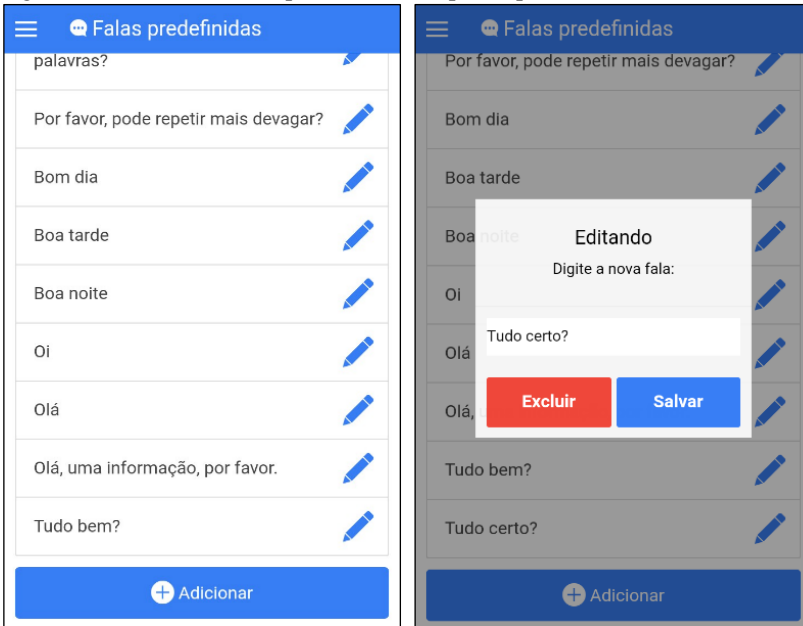 Falas predefinidas
palavras?
Por favor, pode repetir mais devagar?
Bom dia
Boa tarde
Boa noite
Oi
Olá
Olá, uma informação, por favor.
Tudo bem?
Adicionar
Falas predefinidas
Por favor, pode repetir mais devagar?
Bom dia
Boa tarde
Boa noite
Editando
Digite a nova fala:
Oi
Tudo certo?
Olá
Excluir
Salvar
Olá,
Tudo bem?
Tudo certo?
Adicionar